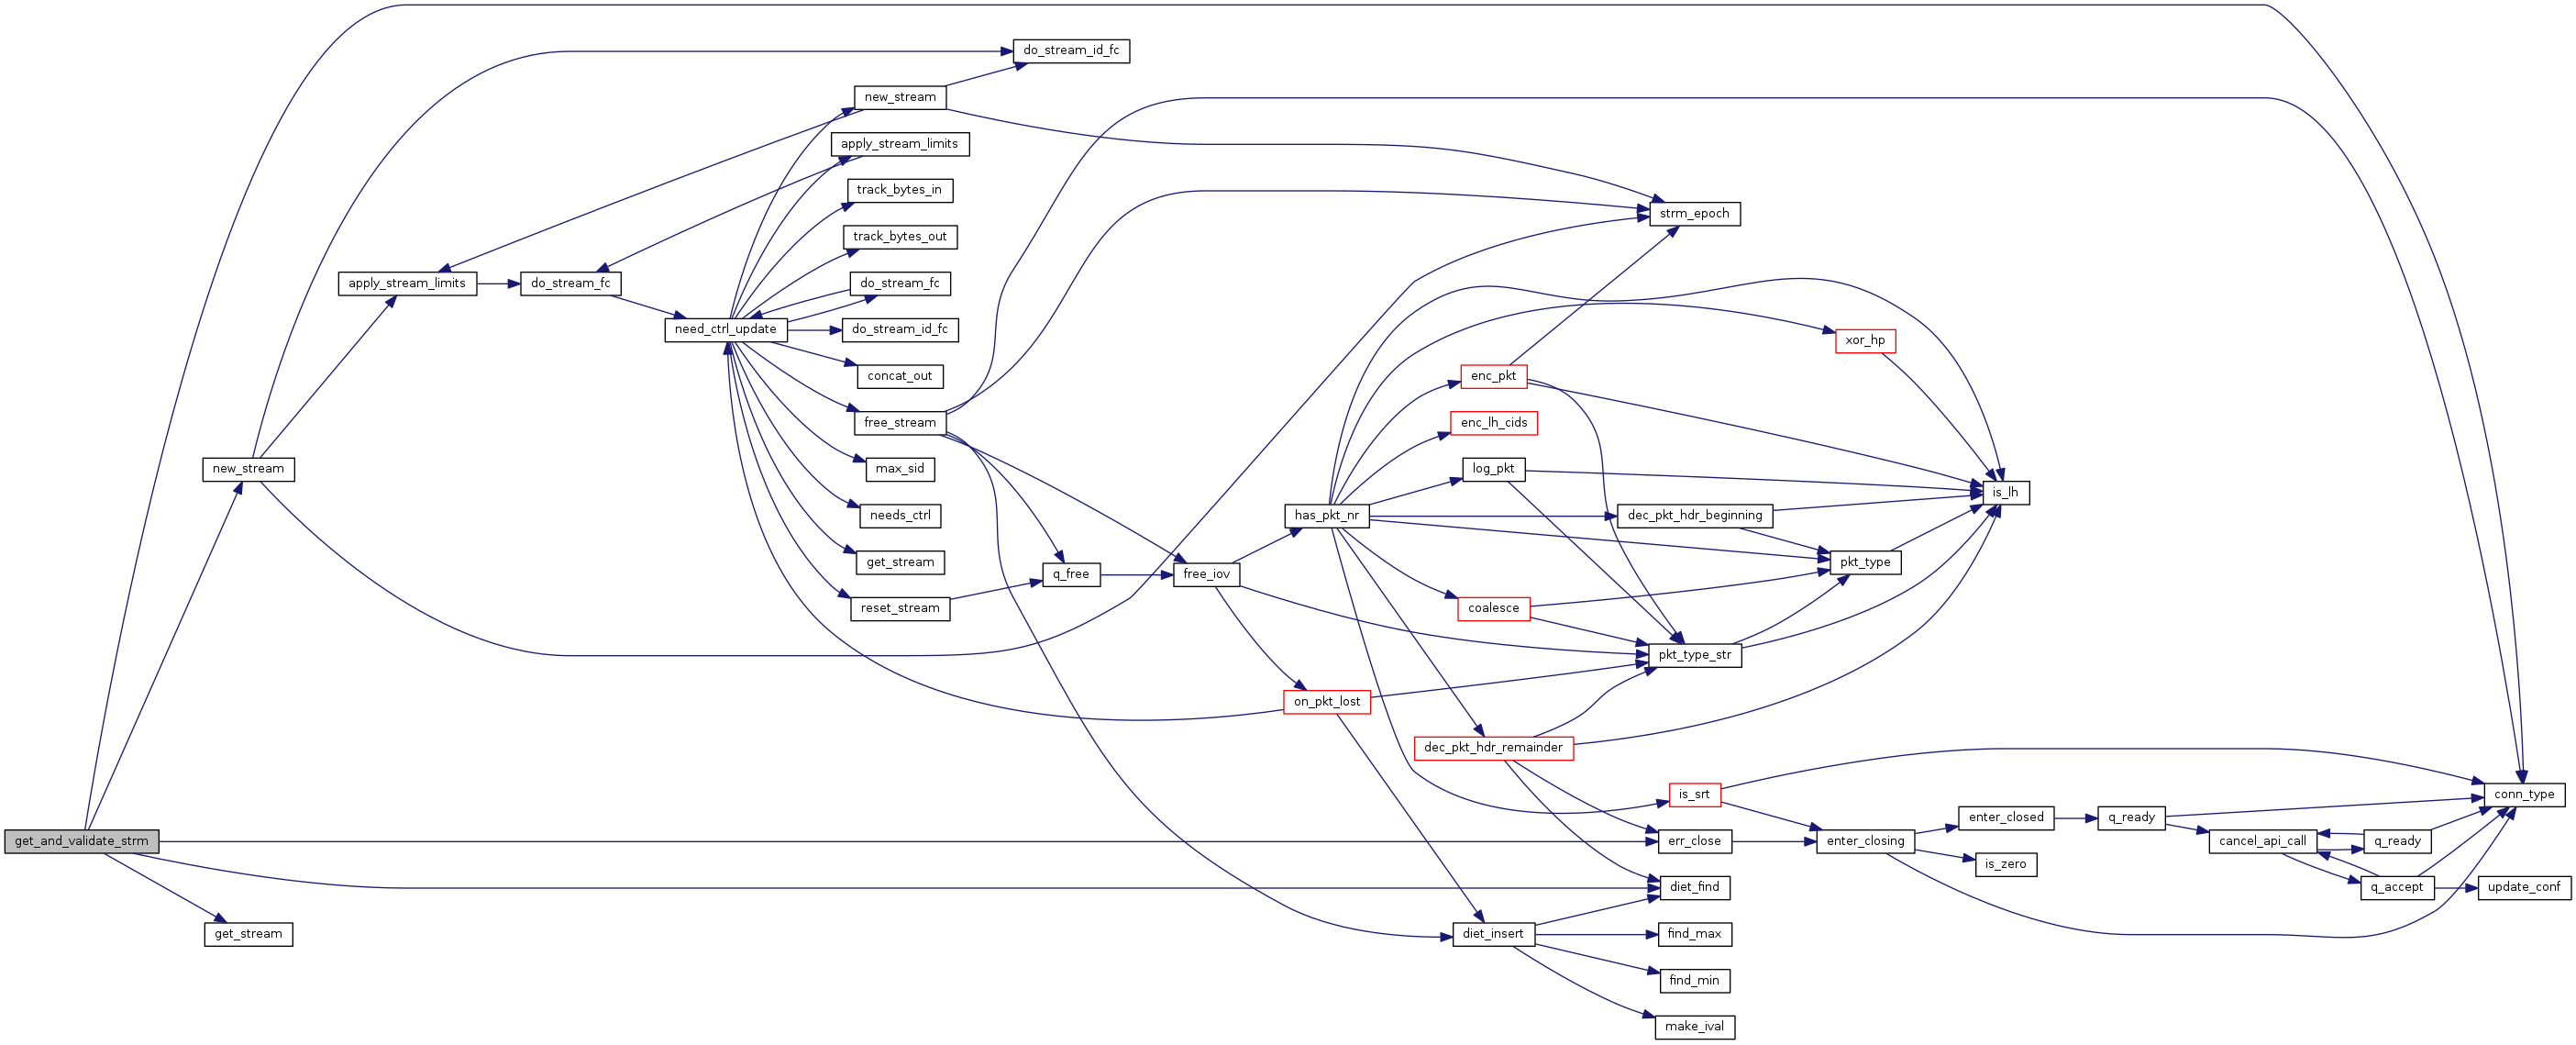 do_stream_id_fc
new_stream
apply_stream_limits
track_bytes_in
strm_epoch
track_bytes_out
apply_stream_limits
do_stream_fc
do_stream_fc
need_ctrl_update
do_stream_id_fc
xor_hp
concat_out
enc_pkt
free_stream
enc_lh_cids
new_stream
max_sid
log_pkt
is_lh
needs_ctrl
has_pkt_nr
dec_pkt_hdr_beginning
get_stream
pkt_type
q_free
free_iov
reset_stream
coalesce
pkt_type_str
on_pkt_lost
dec_pkt_hdr_remainder
is_srt
conn_type
enter_closed
q_ready
get_and_validate_strm
err_close
enter_closing
cancel_api_call
q_ready
is_zero
diet_find
q_accept
update_conf
get_stream
diet_insert
find_max
find_min
make_ival